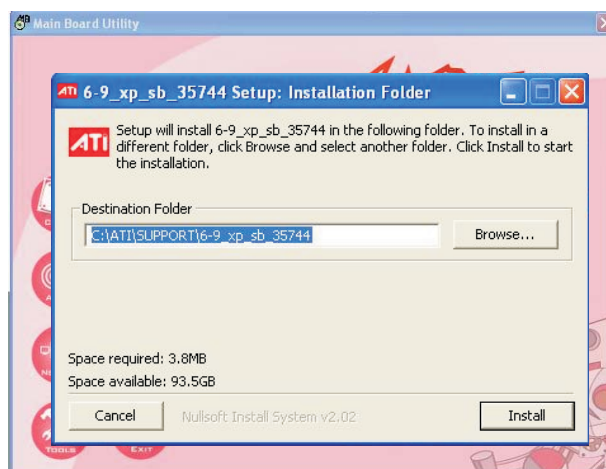 Main Board Utility
ATI 6-9_xp_sb_35744 Setup: Installation Folder
ATI
Setup will install 6-9_xp_sb_35744 in the following folder. To install in a
different folder, click Browse and select another folder. Click Install to start
the installation.
Destination Folder
C:\ATI\SUPPORT\6-9_xp_sb_35744
Browse...
Space required: 3.8MB
Space available: 93.5GB
Cancel
Nullsoft Install System v2.02
Install
TOOLS
EXIT